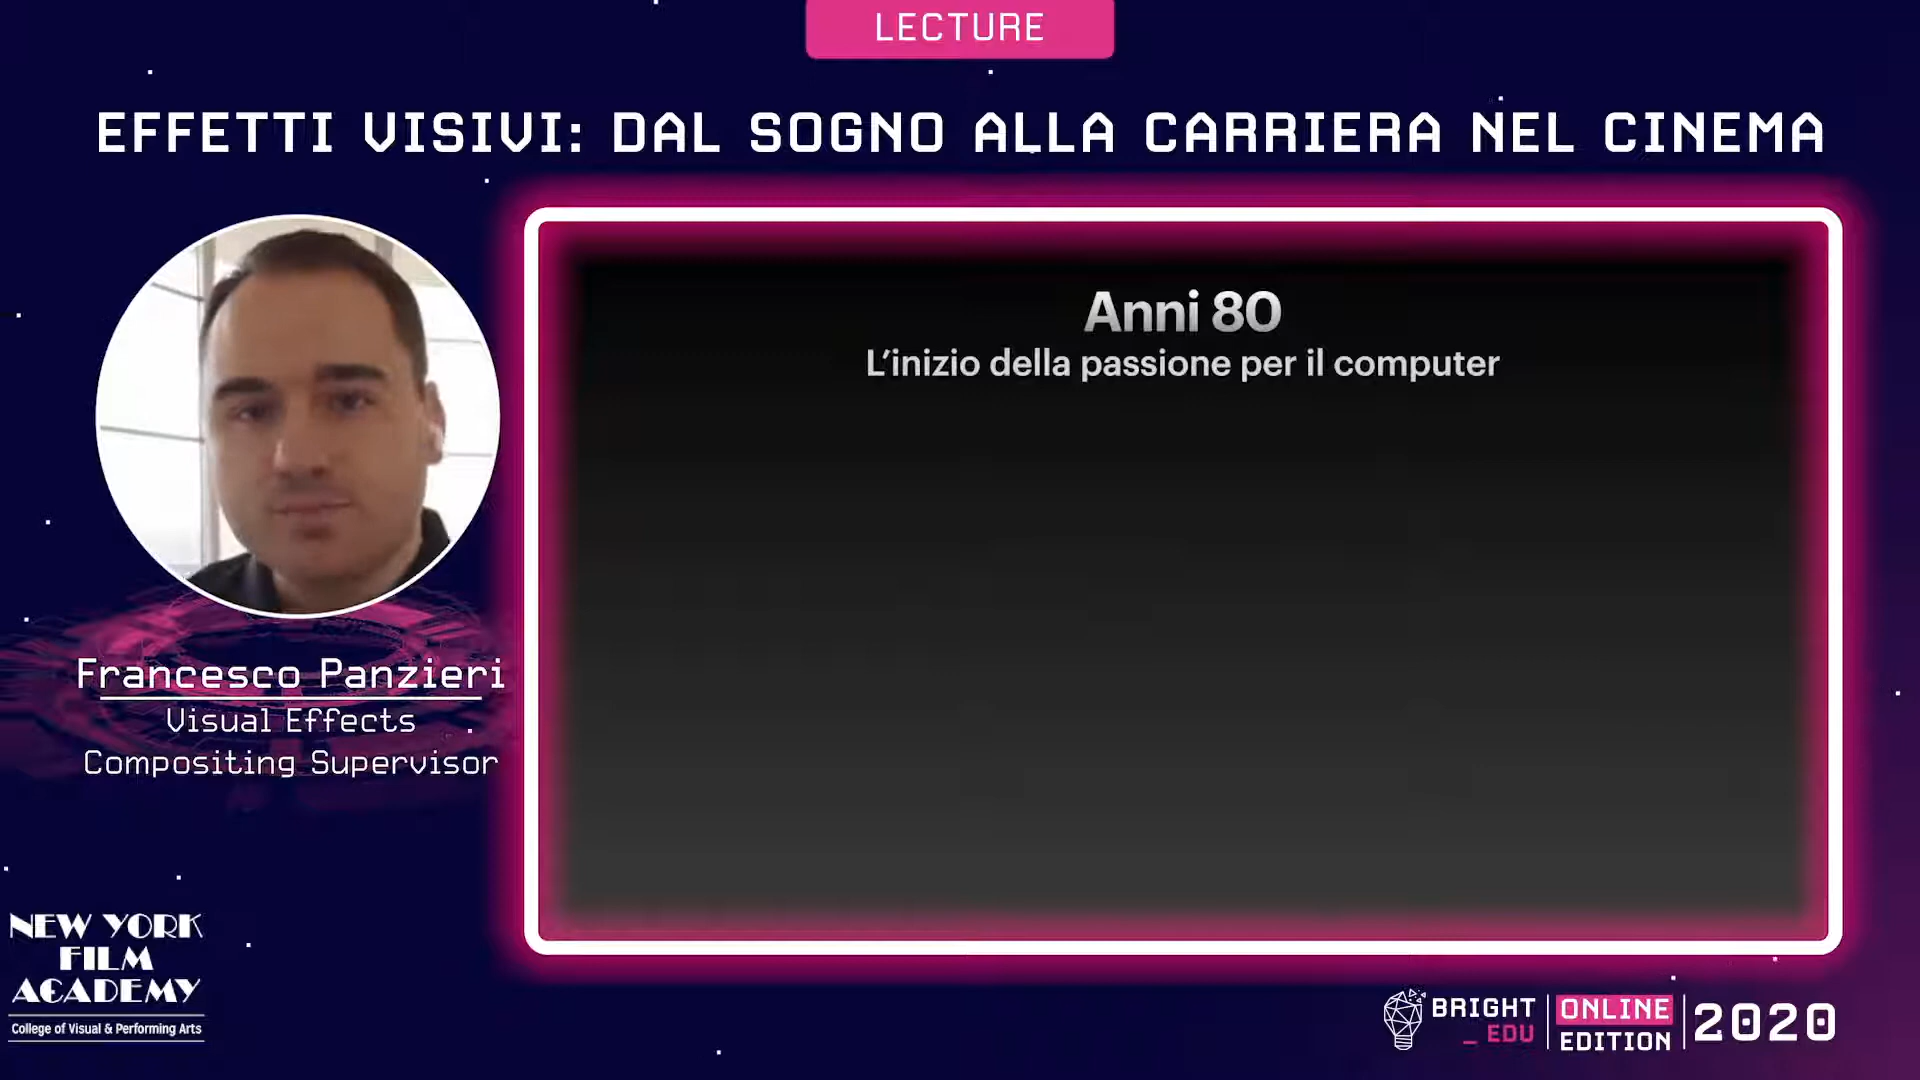 LECTURE
EFFETTI VISIVI: DAL SOGNO ALLA CARRIERA NEL CINEMA
Anni 80
L'inizio della passione per il computer
Francesco Panzieri
Visual Effects
Compositing Supervisor
NEW YORK
FILM
ACADEMY
College of Visual & Performing Arts
BRIGHT
_ EDU
ONLINE
EDITION
2020